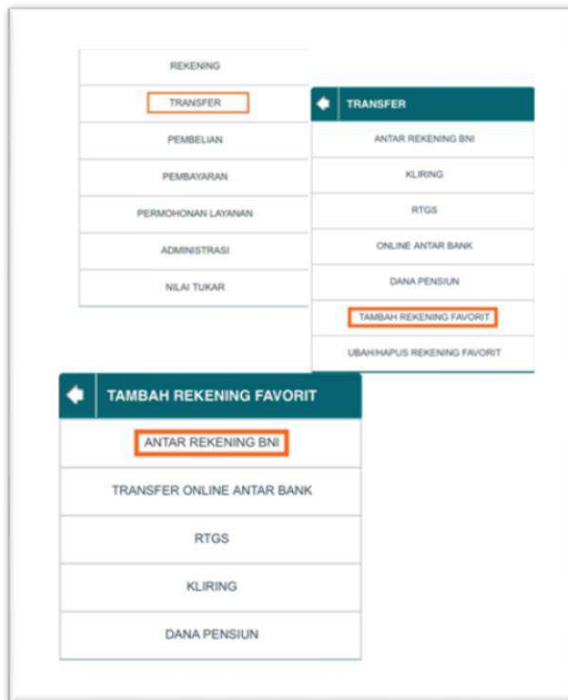 REKENING
TRANSFER
PEMBELIAN
PEMBAYARAN
PERMOHONAN LAYANAN
ADMINISTRASI
NILAI TUKAR
TRANSFER
ANTAR REKENING BNI
KLIRING
RTGS
ONLINE ANTAR BANK
DANA PENSIUN
TAMBAH REKENING FAVORIT
UBAH/HAPUS REKENING FAVORIT
TAMBAH REKENING FAVORIT
ANTAR REKENING BNI
TRANSFER ONLINE ANTAR BANK
RTGS
KLIRING
DANA PENSIUN